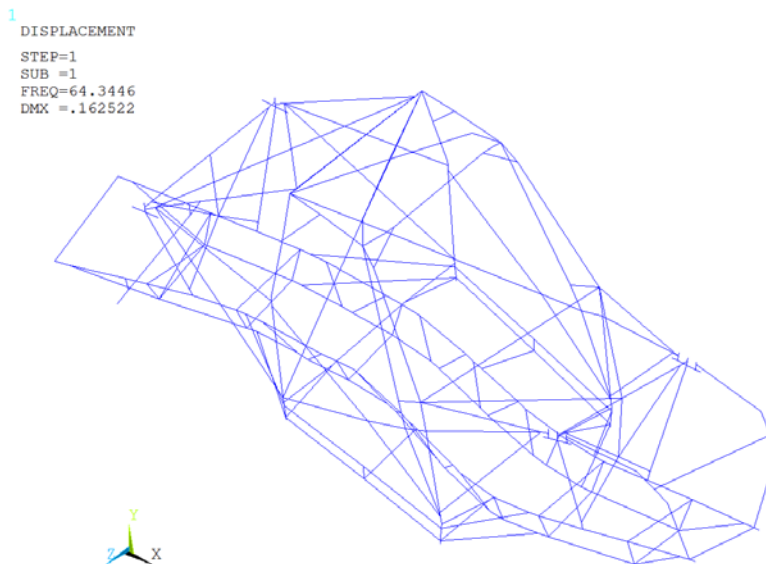 1
DISPLACEMENT
STEP=1
SUB =1
FREQ=64.3446
DMX =.162522
Y
Z
X